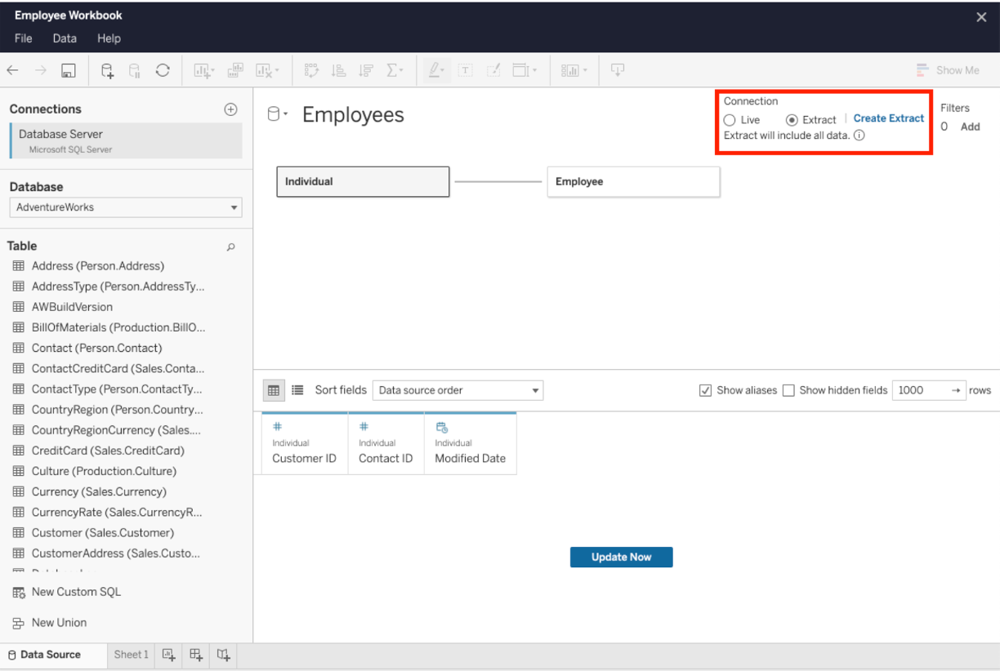 Employee Workbook
File Data Help
Show Me
Connections
Database Server
Microsoft SQL Server
Database
AdventureWorks
Table
Address (Person.Address)
AddressType (Person.AddressTy...
AWBuildVersion
BillOfMaterials (Production.BillO...
Contact (Person.Contact)
ContactCreditCard (Sales.Conta...
ContactType (Person.ContactTy...
CountryRegion (Person.Country...
CountryRegionCurrency (Sales....
CreditCard (Sales.CreditCard)
Culture (Production.Culture)
Currency (Sales.Currency)
CurrencyRate (Sales.CurrencyR...
Customer (Sales.Customer)
CustomerAddress (Sales.Custo...
New Custom SQL
New Union
Employees
Connection
Live Extract Create Extract
Extract will include all data.
Filters
0 Add
Individual
Employee
Sort fields Data source order Show aliases Show hidden fields 1000 → rows
Individual
Customer ID
Individual
Contact ID
Individual
Modified Date
Update Now
Data Source Sheet 1